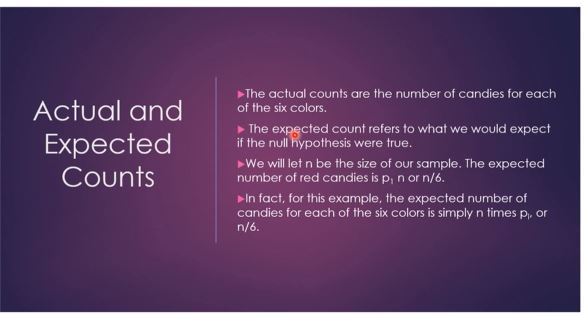 Actual and
Expected
Counts
▶The actual counts are the number of candies for each
of the six colors.
▶ The expected count refers to what we would expect
if the null hypothesis were true.
▶We will let n be the size of our sample. The expected
number of red candies is p₁ n or n/6.
▶In fact, for this example, the expected number of
candies for each of the six colors is simply n times pᵢ, or
n/6.